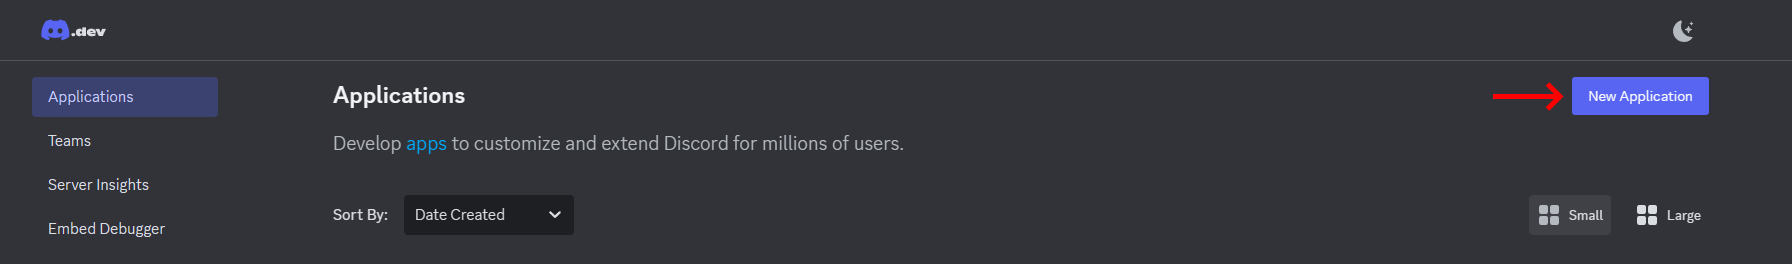 .dev
Applications
Teams
Server Insights
Embed Debugger
Applications
New Application
Develop apps to customize and extend Discord for millions of users.
Sort By: Date Created
Small Large